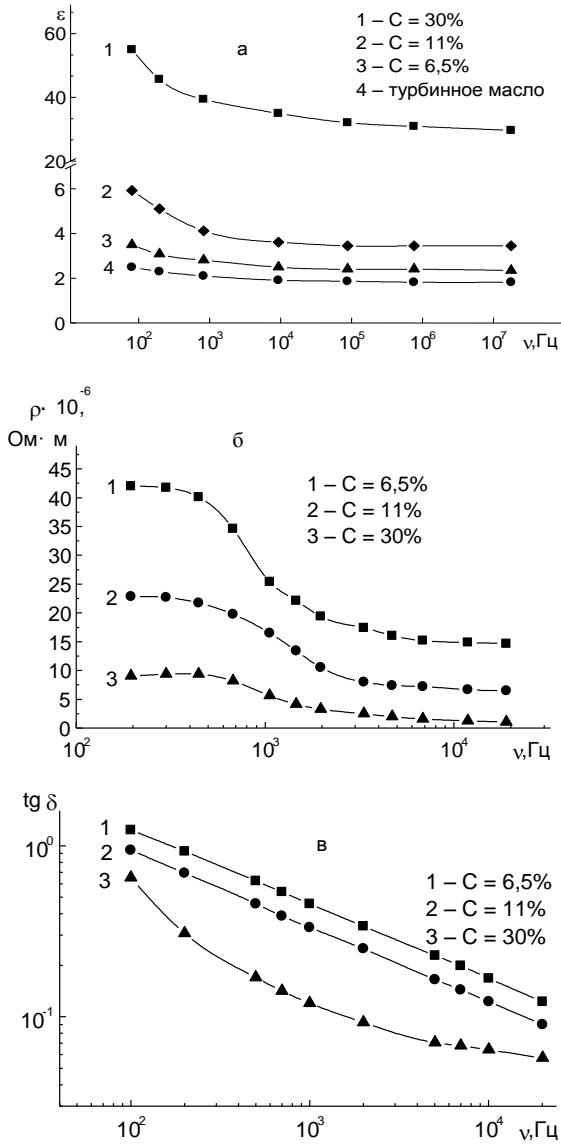 ε
60
1
а
1 – C = 30%
2 – C = 11%
3 – C = 6,5%
4 – турбинное масло
40
20
6
2
4
3
4
2
0
10²
10³
10⁴
10⁵
10⁶
10⁷
ν,Гц
ρ· 10,⁻⁶
Ом· м
б
45
1
40
35
30
25
2
20
15
10
3
5
0
1 – C = 6,5%
2 – C = 11%
3 – C = 30%
10²
10³
10⁴
ν,Гц
tg δ
1
в
10⁰
2
3
1 – C = 6,5%
2 – C = 11%
3 – C = 30%
10⁻¹
10²
10³
10⁴
ν,Гц